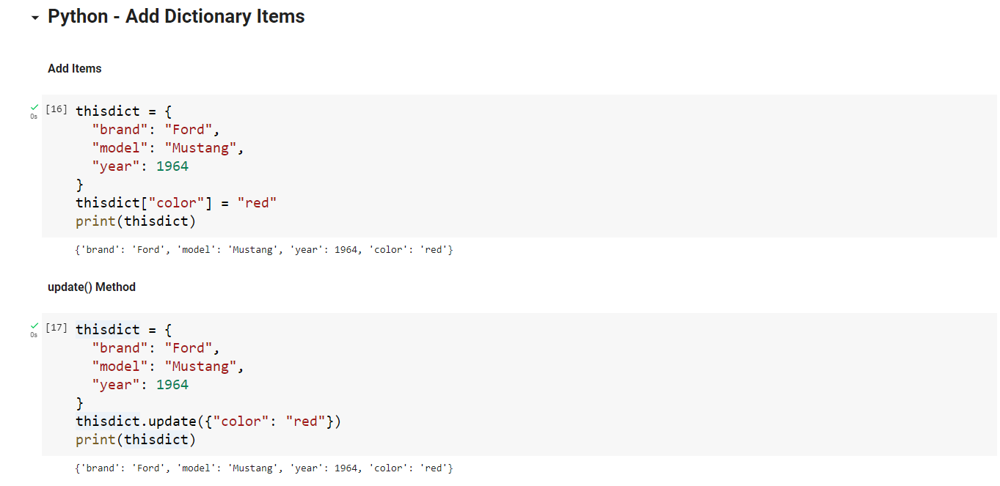 Python - Add Dictionary Items
Add Items
0s
[16] thisdict = {
  "brand": "Ford",
  "model": "Mustang",
  "year": 1964
}
thisdict["color"] = "red"
print(thisdict)
{'brand': 'Ford', 'model': 'Mustang', 'year': 1964, 'color': 'red'}
update() Method
0s
[17] thisdict = {
  "brand": "Ford",
  "model": "Mustang",
  "year": 1964
}
thisdict.update({"color": "red"})
print(thisdict)
{'brand': 'Ford', 'model': 'Mustang', 'year': 1964, 'color': 'red'}